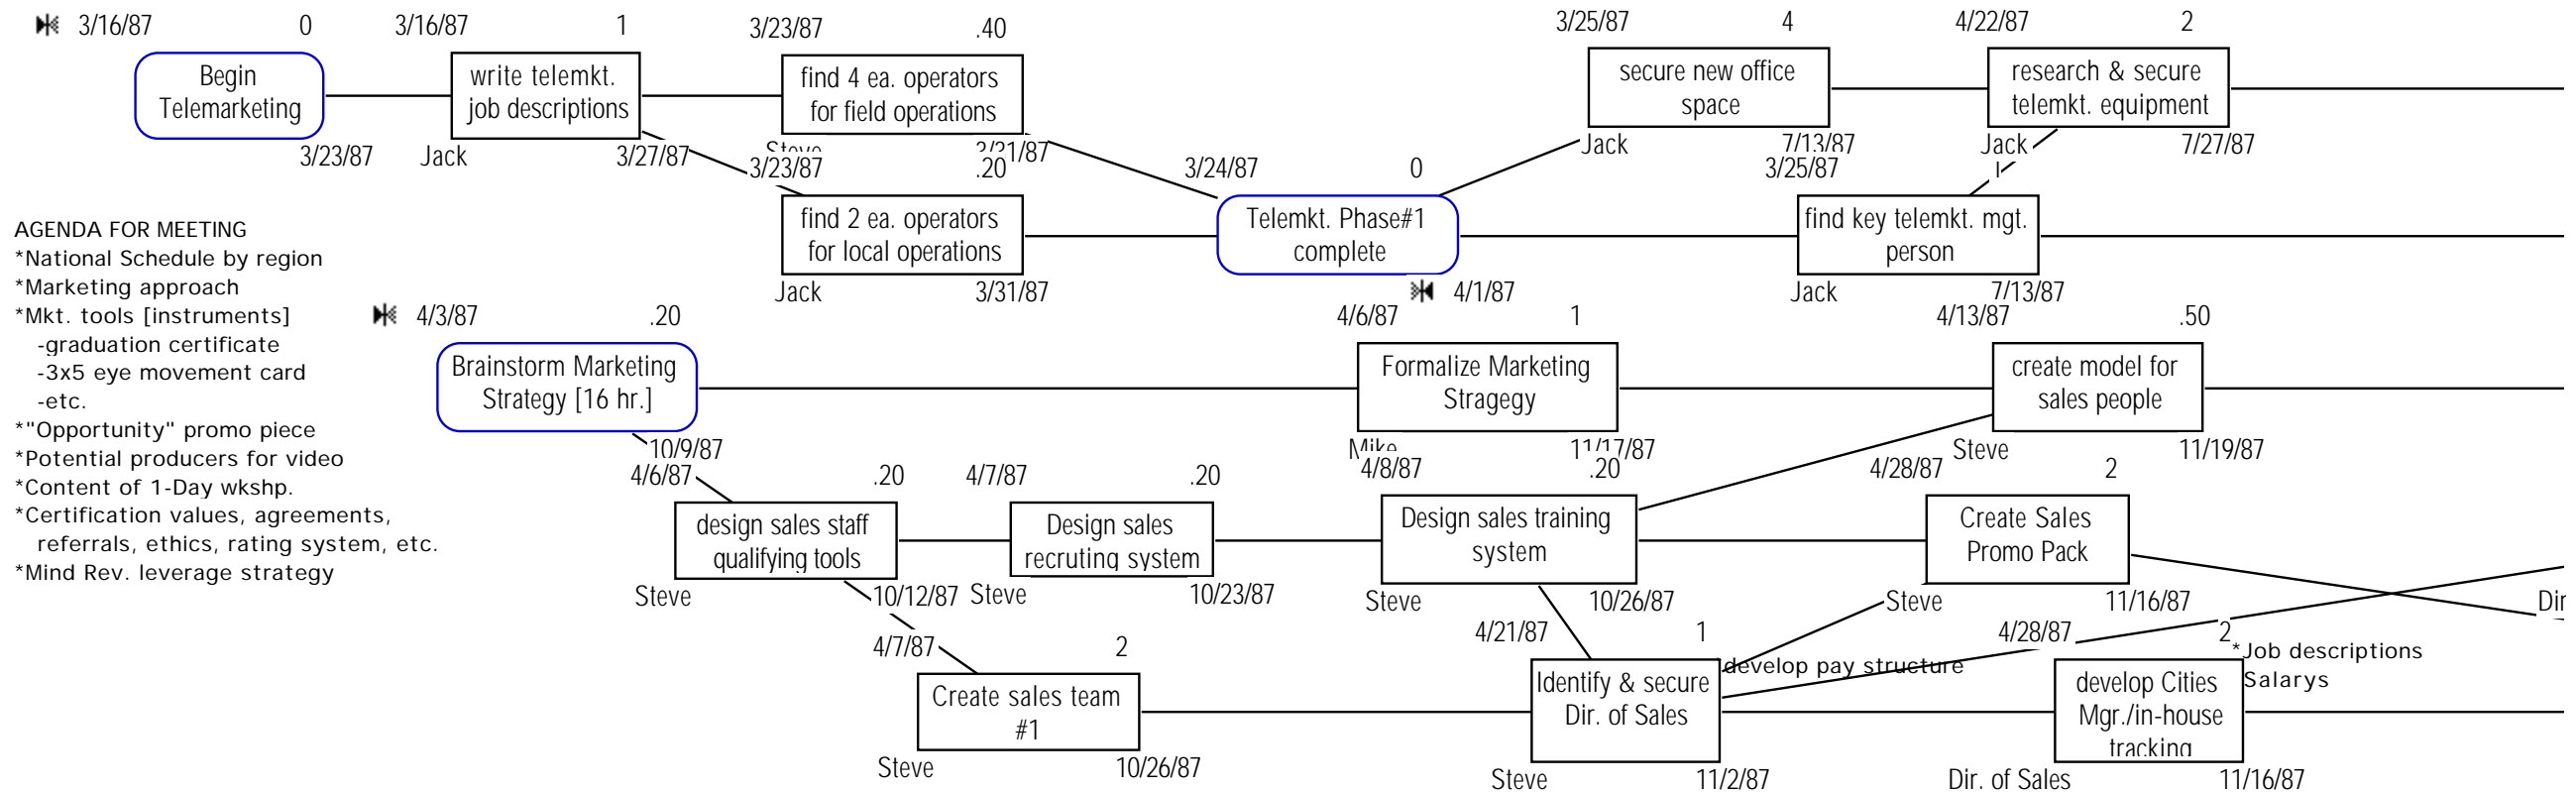 3/16/87 0
Begin
Telemarketing
3/23/87
3/16/87 1
write telemkt.
job descriptions
Jack 3/27/87
3/23/87 .40
find 4 ea. operators
for field operations
Steve 3/31/87
3/23/87 .20
find 2 ea. operators
for local operations
Jack 3/31/87
3/24/87 0
Telemkt. Phase#1
complete
4/1/87
3/25/87 4
secure new office
space
Jack 7/13/87
4/22/87 2
research & secure
telemkt. equipment
Jack 7/27/87
3/25/87
find key telemkt. mgt.
person
Jack 7/13/87
AGENDA FOR MEETING
*National Schedule by region
*Marketing approach
*Mkt. tools [instruments]
-graduation certificate
-3x5 eye movement card
-etc.
*"Opportunity" promo piece
*Potential producers for video
*Content of 1-Day wkshp.
*Certification values, agreements,
referrals, ethics, rating system, etc.
*Mind Rev. leverage strategy
4/3/87 .20
Brainstorm Marketing
Strategy [16 hr.]
10/9/87
4/6/87 1
Formalize Marketing
Stragegy
Mike 11/17/87
4/13/87 .50
create model for
sales people
Steve 11/19/87
4/6/87 .20
design sales staff
qualifying tools
Steve 10/12/87
4/7/87 .20
Design sales
recruting system
Steve 10/23/87
4/8/87 .20
Design sales training
system
Steve 10/26/87
4/28/87 2
Create Sales
Promo Pack
Steve 11/16/87
Dir
4/7/87 2
Create sales team
#1
Steve 10/26/87
4/21/87 1
Identify & secure
Dir. of Sales
Steve 11/2/87
develop pay structure
4/28/87 2
develop Cities
Mgr./in-house
tracking
Dir. of Sales 11/16/87
*Job descriptions
Salarys